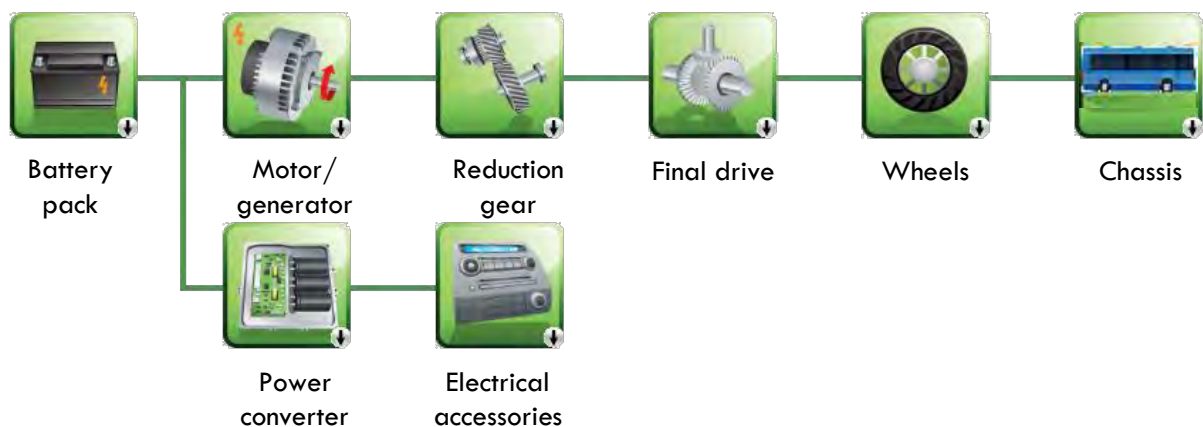 Battery
pack
Motor/
generator
Reduction
gear
Final drive
Wheels
Chassis
Power
converter
Electrical
accessories